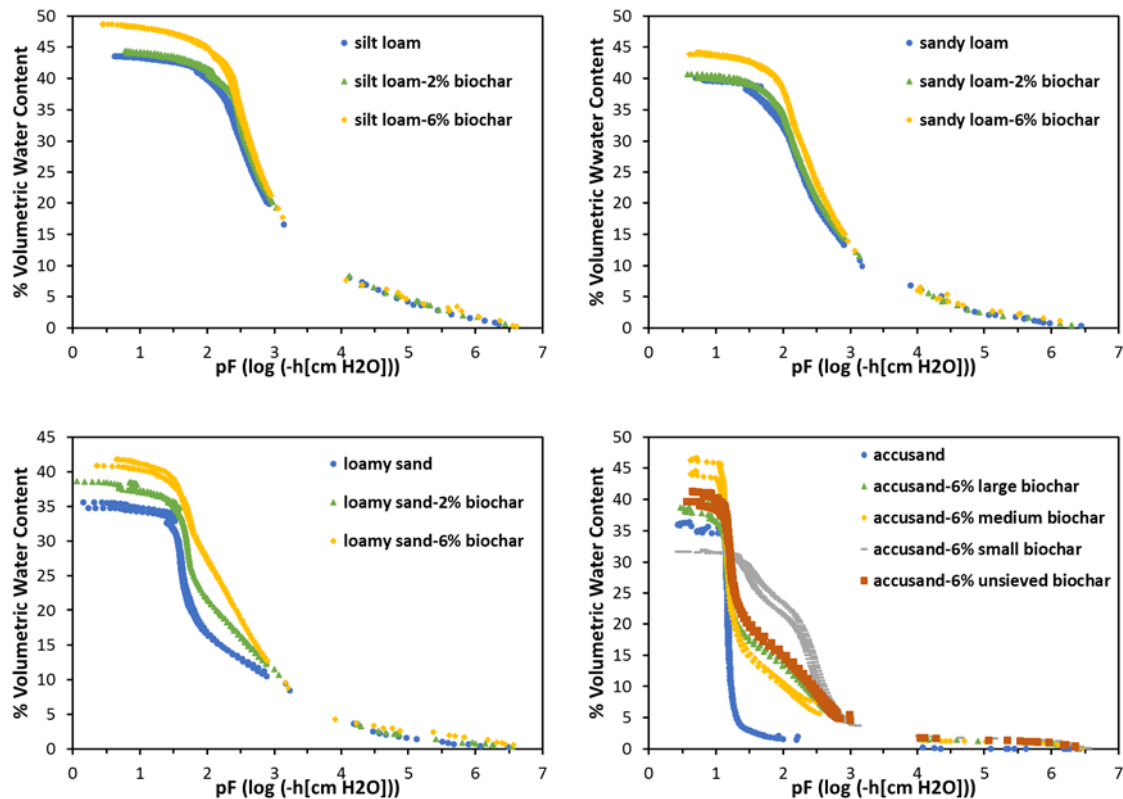 % Volumetric Water Content
50
45
40
35
30
25
20
15
10
5
0
silt loam
silt loam-2% biochar
silt loam-6% biochar
0 1 2 3 4 5 6 7
pF (log (-h[cm H2O]))
% Volumetric Wwater Content
50
45
40
35
30
25
20
15
10
5
0
sandy loam
sandy loam-2% biochar
sandy loam-6% biochar
0 1 2 3 4 5 6 7
pF (log (-h[cm H2O]))
% Volumetric Water Content
45
40
35
30
25
20
15
10
5
0
loamy sand
loamy sand-2% biochar
loamy sand-6% biochar
0 1 2 3 4 5 6 7
pF (log (-h[cm H2O]))
% Volumetric Water Content
50
45
40
35
30
25
20
15
10
5
0
accusand
accusand-6% large biochar
accusand-6% medium biochar
accusand-6% small biochar
accusand-6% unsieved biochar
0 1 2 3 4 5 6 7
pF (log (-h[cm H2O]))